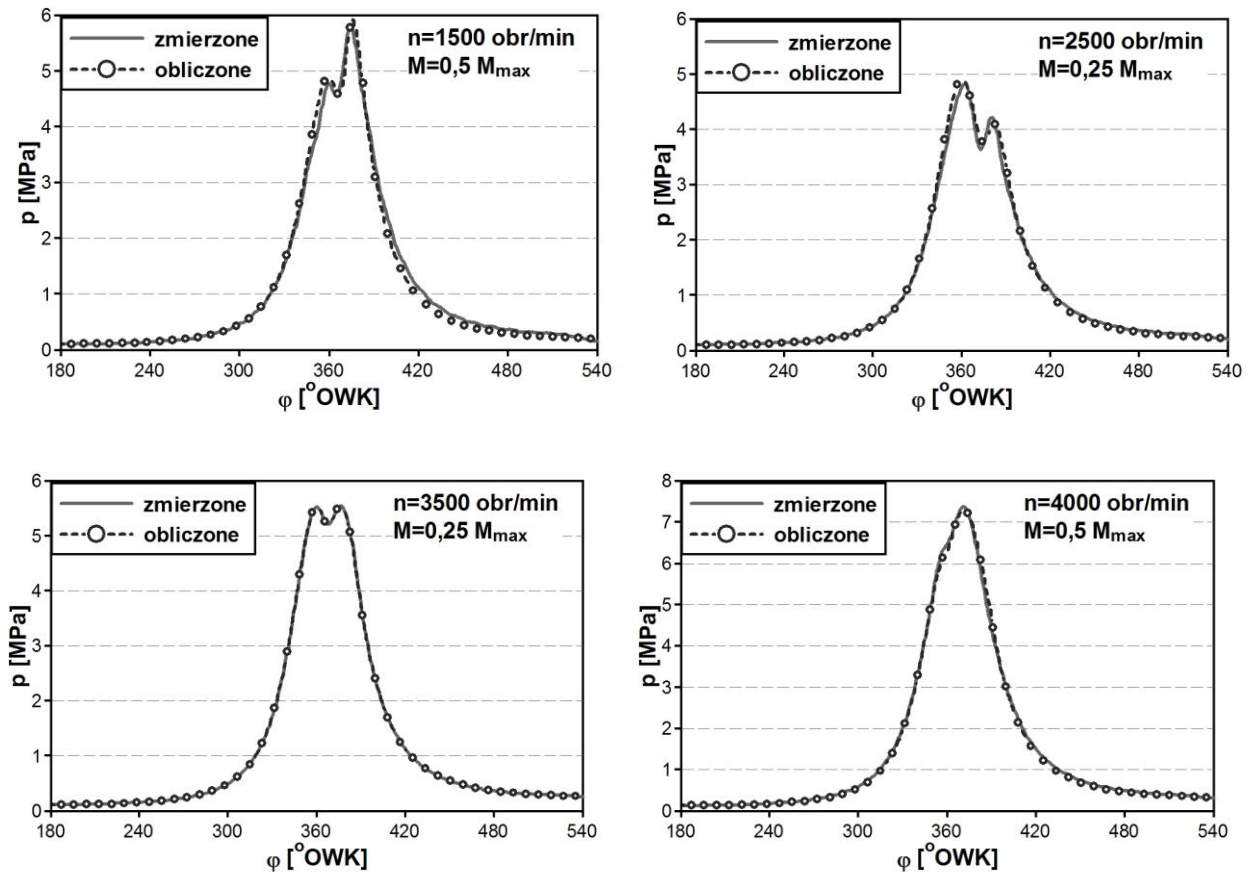 6
5
4
3
2
1
0
p [MPa]
zmierzone
obliczone
n=1500 obr/min
M=0,5 Mmax
180 240 300 360 420 480 540
φ [°OWK]
6
5
4
3
2
1
0
p [MPa]
zmierzone
obliczone
n=2500 obr/min
M=0,25 Mmax
180 240 300 360 420 480 540
φ [°OWK]
6
5
4
3
2
1
0
p [MPa]
zmierzone
obliczone
n=3500 obr/min
M=0,25 Mmax
180 240 300 360 420 480 540
φ [°OWK]
8
7
6
5
4
3
2
1
0
p [MPa]
zmierzone
obliczone
n=4000 obr/min
M=0,5 Mmax
180 240 300 360 420 480 540
φ [°OWK]